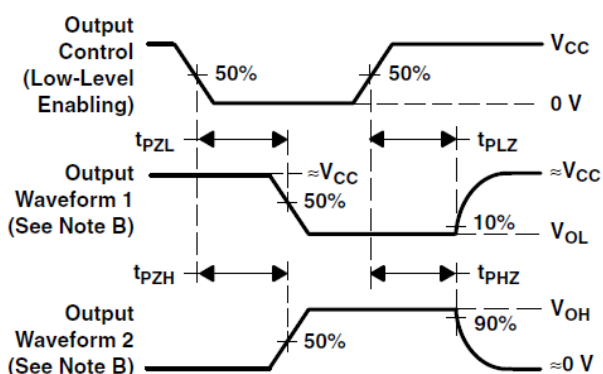 Output
Control
(Low-Level
Enabling)
50%
50%
VCC
0 V
tPZL
tPLZ
Output
Waveform 1
(See Note B)
≈VCC
50%
≈VCC
10%
VOL
tPZH
tPHZ
Output
Waveform 2
(See Note B)
50%
VOH
90%
≈0 V